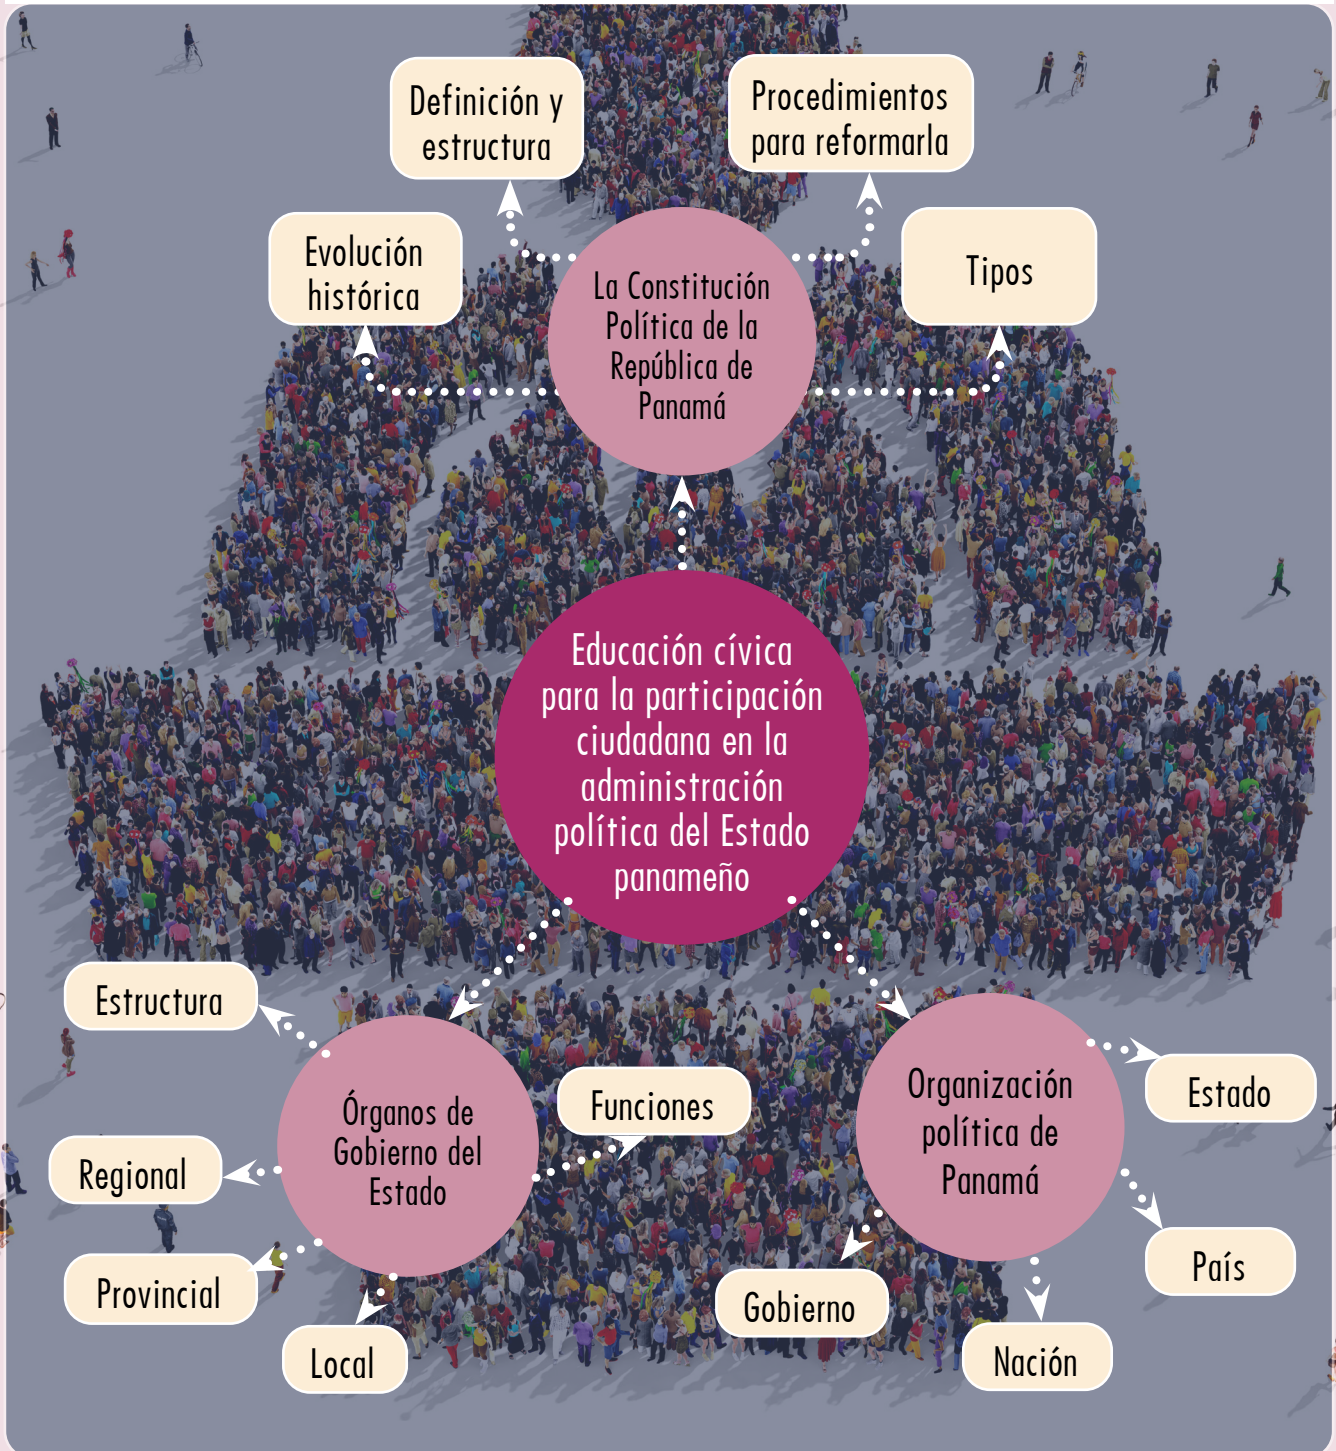 Definición y
estructura
Procedimientos
para reformarla
Evolución
histórica
Tipos
La Constitución
Política de la
República de
Panamá
Educación cívica
para la participación
ciudadana en la
administración
política del Estado
panameño
Estructura
Regional
Provincial
Local
Órganos de
Gobierno del
Estado
Funciones
Organización
política de
Panamá
Estado
País
Nación
Gobierno